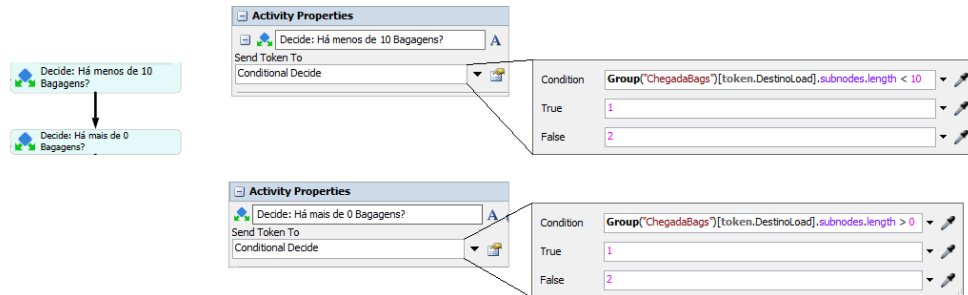 Decide: Há menos de 10
Bagagens?
Decide: Há mais de 0
Bagagens?
Activity Properties
Decide: Há menos de 10 Bagagens?
A
Send Token To
Conditional Decide
Condition
Group("ChegadaBags")[token.DestinoLoad].subnodes.length < 10
True
1
False
2
Activity Properties
Decide: Há mais de 0 Bagagens?
A
Send Token To
Conditional Decide
Condition
Group("ChegadaBags")[token.DestinoLoad].subnodes.length > 0
True
1
False
2